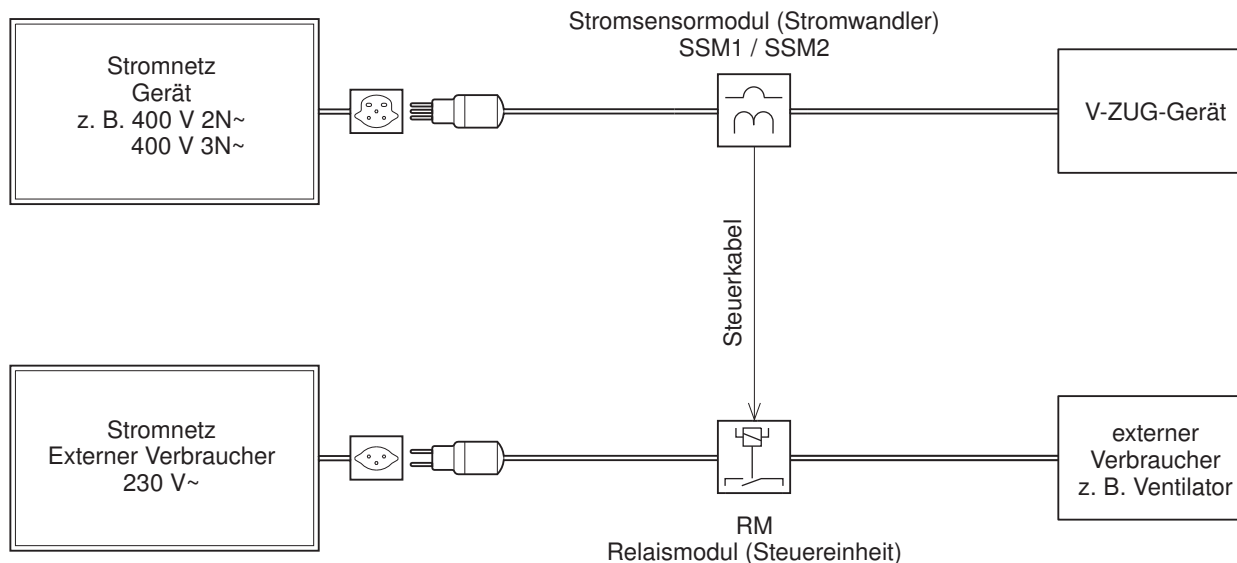 Stromnetz
Gerät
z. B. 400 V 2N~
400 V 3N~
Stromsensormodul (Stromwandler)
SSM1 / SSM2
V-ZUG-Gerät
Steuerkabel
Stromnetz
Externer Verbraucher
230 V~
RM
Relaismodul (Steuereinheit)
externer
Verbraucher
z. B. Ventilator